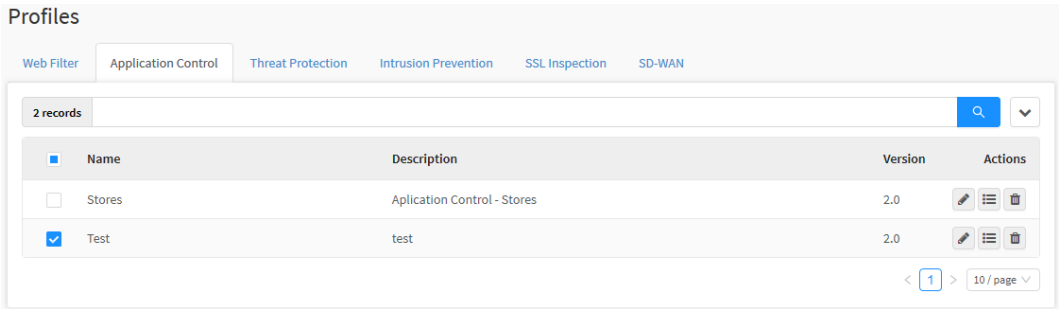 Profiles
Web Filter Application Control Threat Protection Intrusion Prevention SSL Inspection SD-WAN
2 records
Name Description Version Actions
Stores Aplication Control - Stores 2.0
Test test 2.0
< 1 > 10 / page